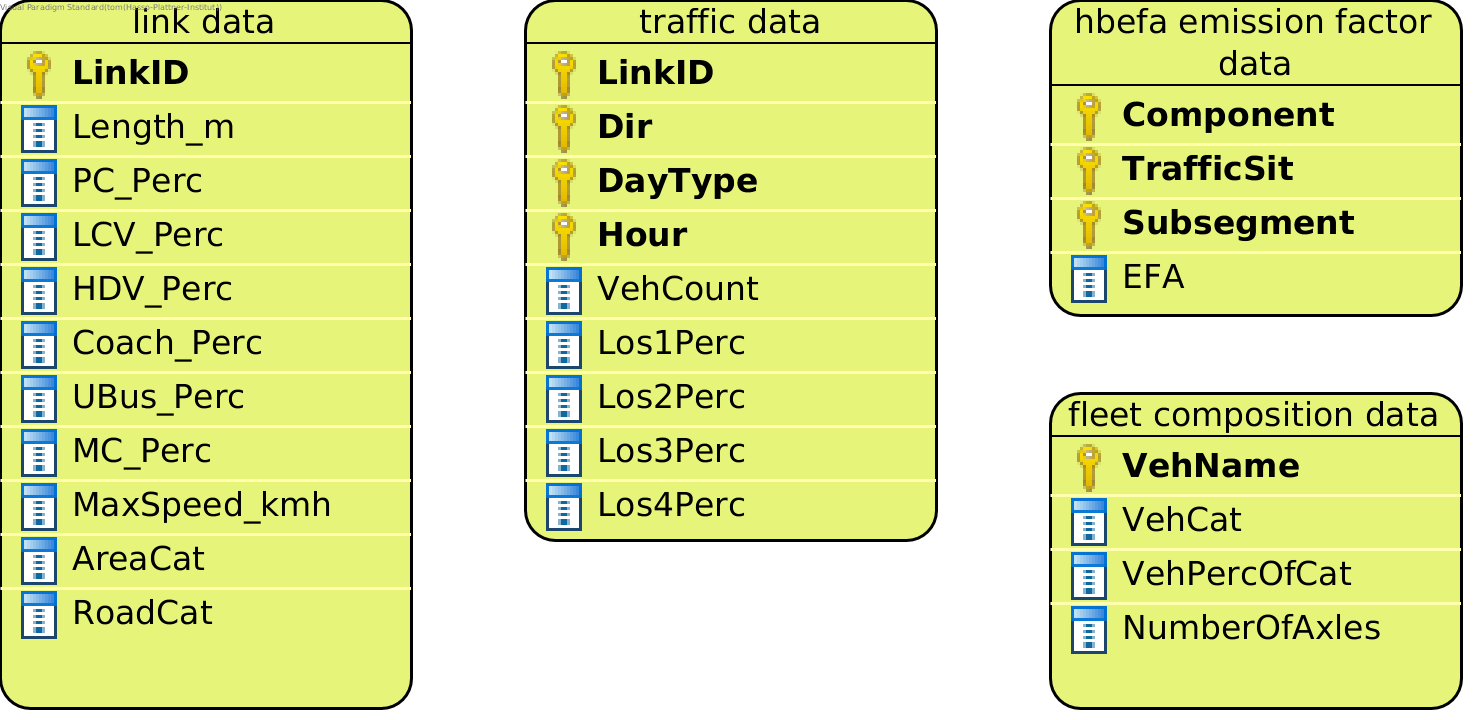 Visual Paradigm Standard(tom(Hasso-Plattner-Institut))
link data
LinkID
Length_m
PC_Perc
LCV_Perc
HDV_Perc
Coach_Perc
UBus_Perc
MC_Perc
MaxSpeed_kmh
AreaCat
RoadCat
traffic data
LinkID
Dir
DayType
Hour
VehCount
Los1Perc
Los2Perc
Los3Perc
Los4Perc
hbefa emission factor
data
Component
TrafficSit
Subsegment
EFA
fleet composition data
VehName
VehCat
VehPercOfCat
NumberOfAxles